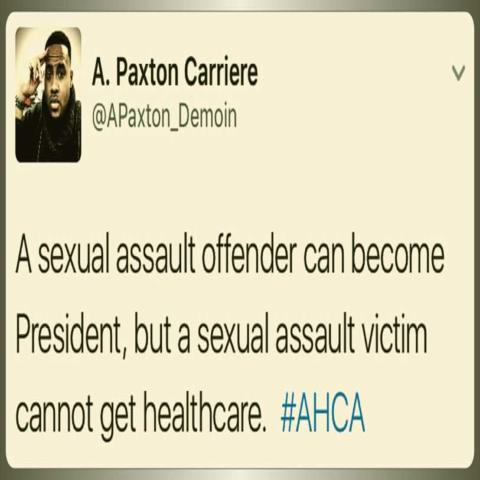 A. Paxton Carriere
@APaxton_Demoin
A sexual assault offender can become
President, but a sexual assault victim
cannot get healthcare. #AHCA